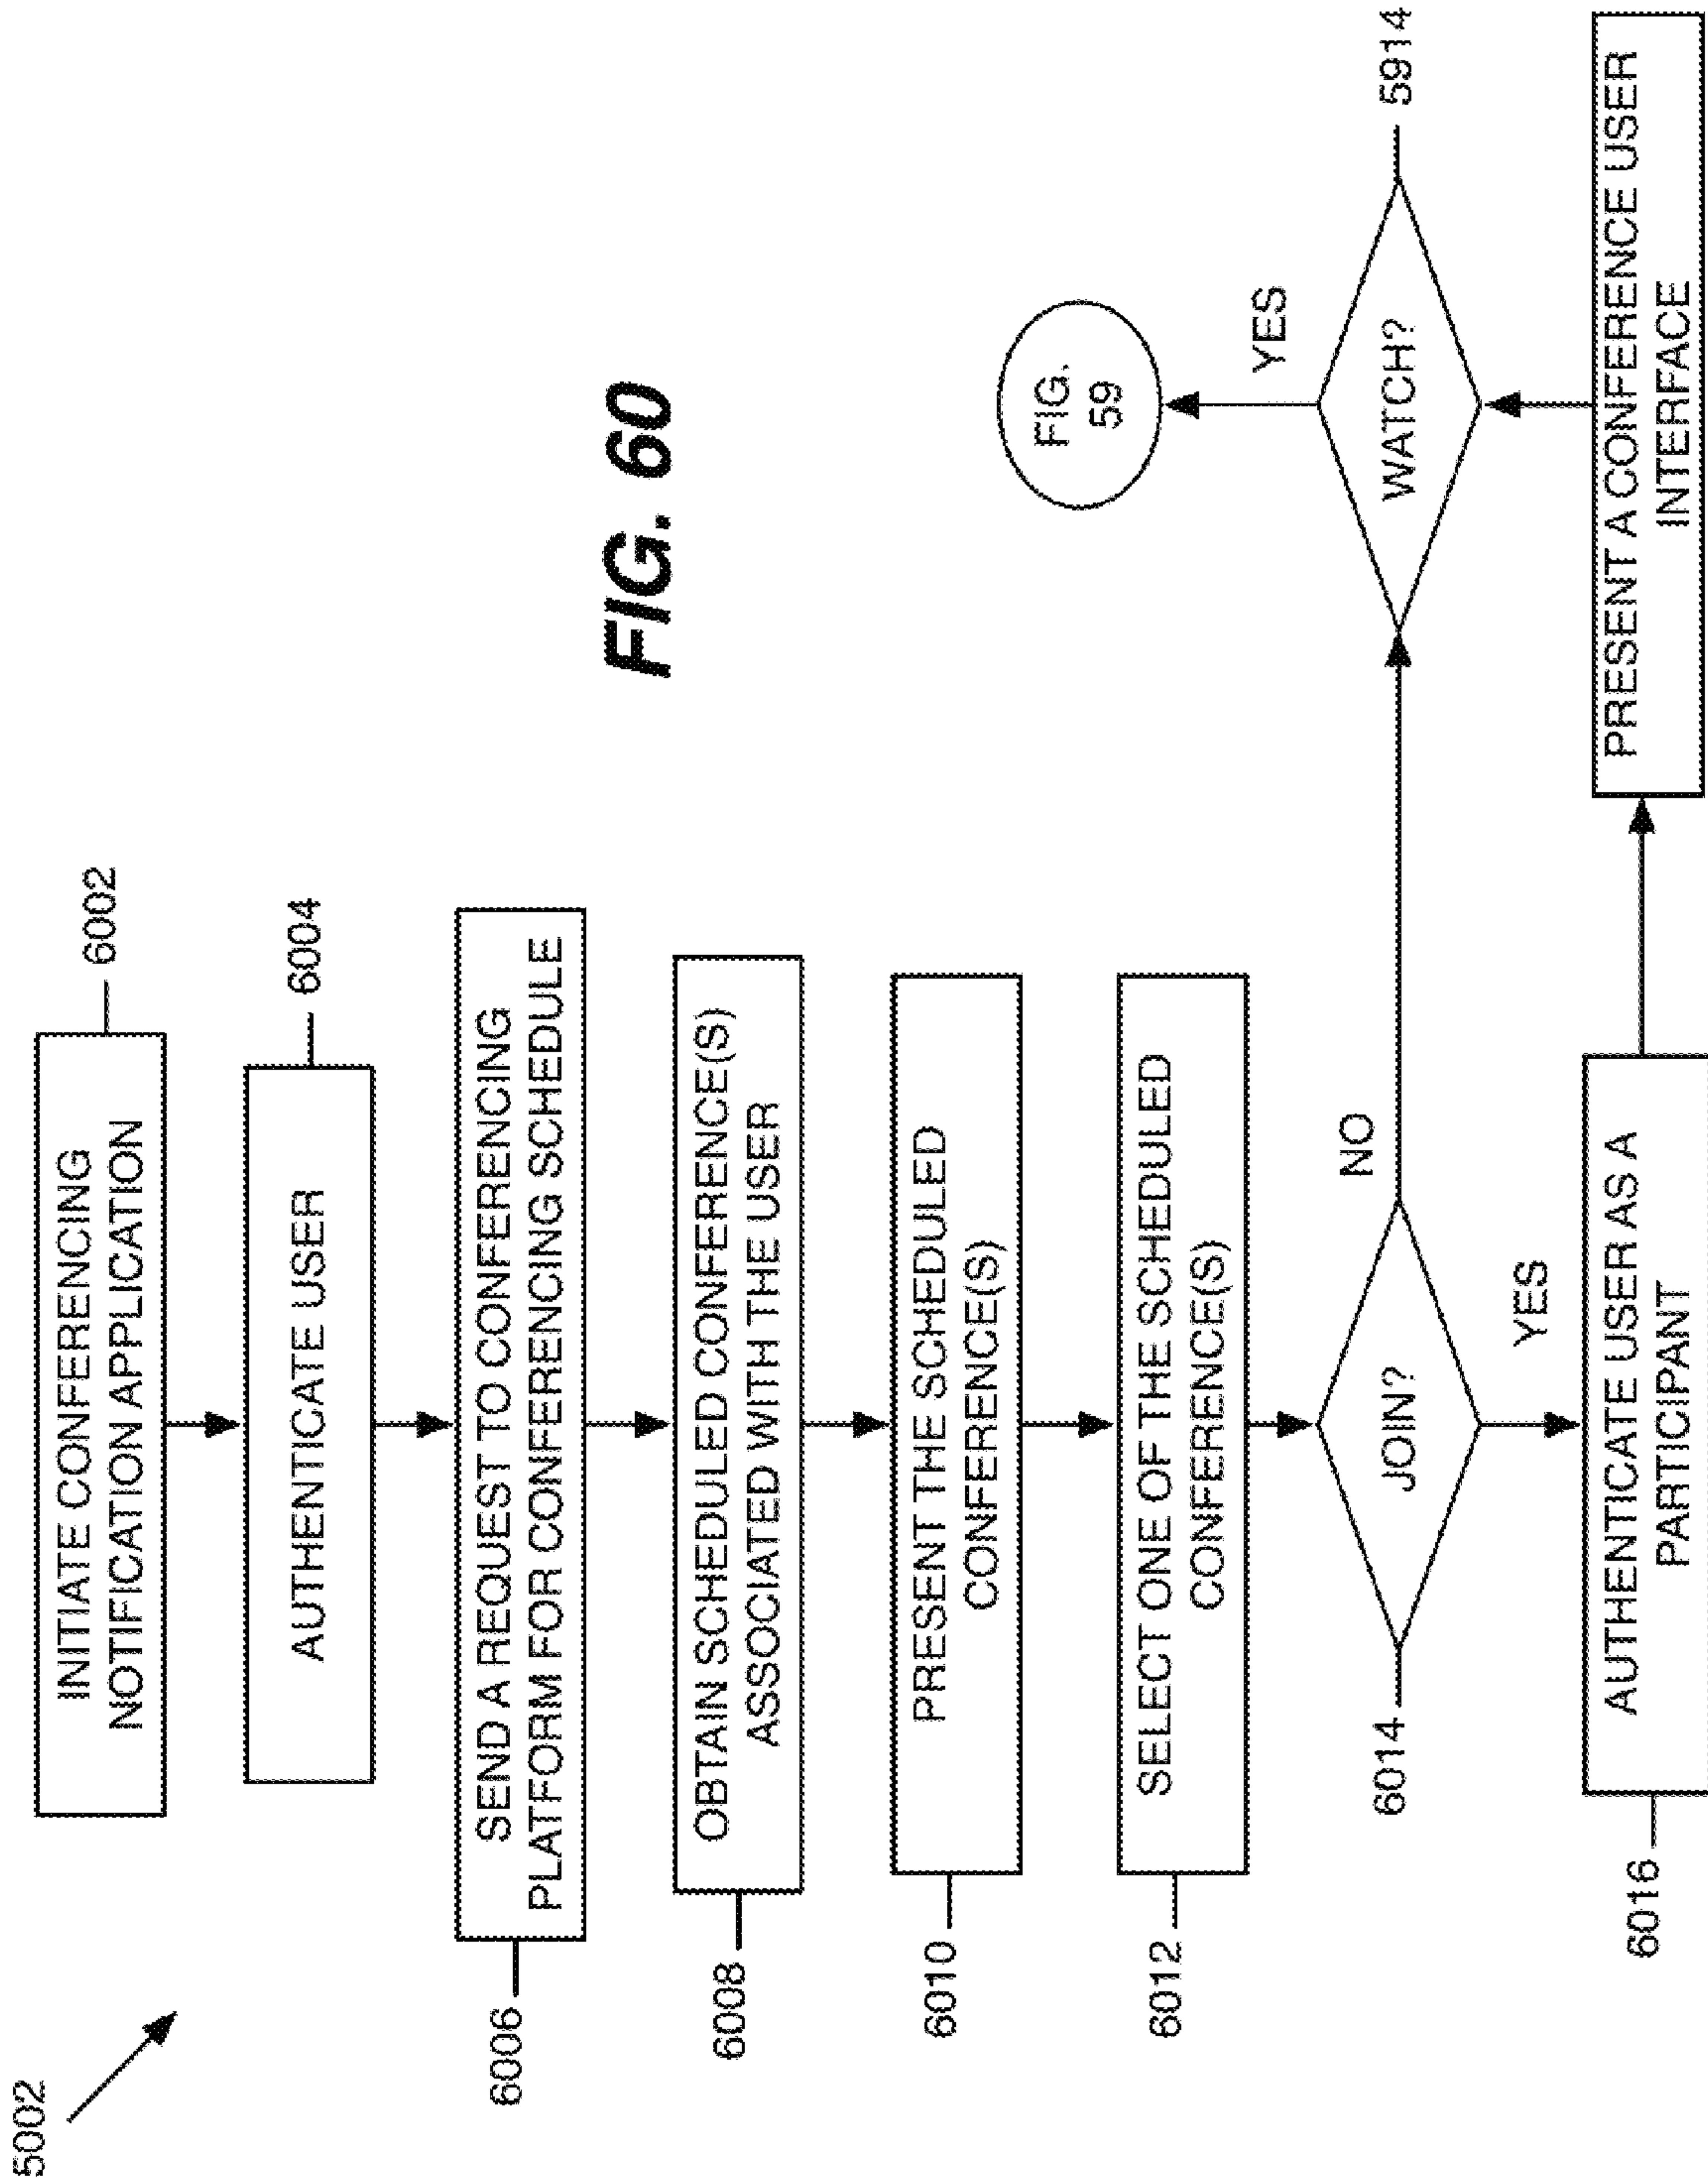 5002
INITIATE CONFERENCING
NOTIFICATION APPLICATION
6002
AUTHENTICATE USER
6004
6006
SEND A REQUEST TO CONFERENCING
PLATFORM FOR CONFERENCING SCHEDULE
6008
OBTAIN SCHEDULED CONFERENCE(S)
ASSOCIATED WITH THE USER
6010
PRESENT THE SCHEDULED
CONFERENCE(S)
6012
SELECT ONE OF THE SCHEDULED
CONFERENCE(S)
6014
JOIN?
NO
YES
6016
AUTHENTICATE USER AS A
PARTICIPANT
PRESENT A CONFERENCE USER
INTERFACE
WATCH?
5914
YES
FIG.
59
FIG. 60